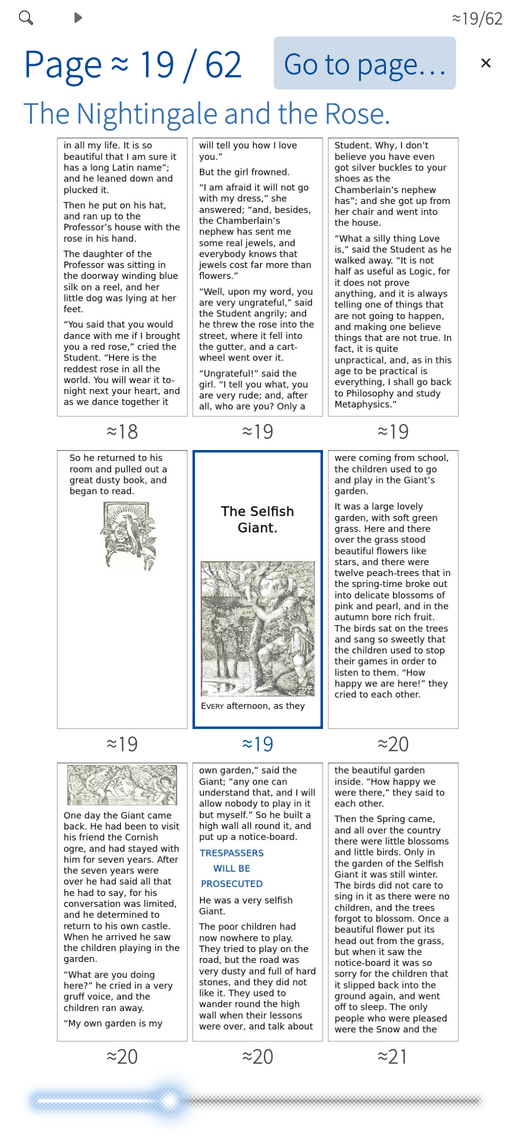 ≈19/62
Page ≈ 19 / 62
Go to page…
×
The Nightingale and the Rose.
in all my life. It is so
beautiful that I am sure it
has a long Latin name”;
and he leaned down and
plucked it.
Then he put on his hat,
and ran up to the
Professor’s house with the
rose in his hand.
The daughter of the
Professor was sitting in
the doorway winding blue
silk on a reel, and her
little dog was lying at her
feet.
“You said that you would
dance with me if I brought
you a red rose,” cried the
Student. “Here is the
reddest rose in all the
world. You will wear it to-
night next your heart, and
as we dance together it
≈18
will tell you how I love
you.”
But the girl frowned.
“I am afraid it will not go
with my dress,” she
answered; “and, besides,
the Chamberlain’s
nephew has sent me
some real jewels, and
everybody knows that
jewels cost far more than
flowers.”
“Well, upon my word, you
are very ungrateful,” said
the Student angrily; and
he threw the rose into the
street, where it fell into
the gutter, and a cart-
wheel went over it.
“Ungrateful!” said the
girl. “I tell you what, you
are very rude; and, after
all, who are you? Only a
≈19
Student. Why, I don’t
believe you have even
got silver buckles to your
shoes as the
Chamberlain’s nephew
has”; and she got up from
her chair and went into
the house.
“What a silly thing Love
is,” said the Student as he
walked away. “It is not
half as useful as Logic, for
it does not prove
anything, and it is always
telling one of things that
are not going to happen,
and making one believe
things that are not true. In
fact, it is quite
unpractical, and, as in this
age to be practical is
everything, I shall go back
to Philosophy and study
Metaphysics.”
≈19
So he returned to his
room and pulled out a
great dusty book, and
began to read.
≈19
The Selfish
Giant.
EVERY afternoon, as they
≈19
were coming from school,
the children used to go
and play in the Giant’s
garden.
It was a large lovely
garden, with soft green
grass. Here and there
over the grass stood
beautiful flowers like
stars, and there were
twelve peach-trees that in
the spring-time broke out
into delicate blossoms of
pink and pearl, and in the
autumn bore rich fruit.
The birds sat on the trees
and sang so sweetly that
the children used to stop
their games in order to
listen to them. “How
happy we are here!” they
cried to each other.
≈20
One day the Giant came
back. He had been to visit
his friend the Cornish
ogre, and had stayed with
him for seven years. After
the seven years were
over he had said all that
he had to say, for his
conversation was limited,
and he determined to
return to his own castle.
When he arrived he saw
the children playing in the
garden.
“What are you doing
here?” he cried in a very
gruff voice, and the
children ran away.
“My own garden is my
≈20
own garden,” said the
Giant; “any one can
understand that, and I will
allow nobody to play in it
but myself.” So he built a
high wall all round it, and
put up a notice-board.
TRESPASSERS
WILL BE
PROSECUTED
He was a very selfish
Giant.
The poor children had
now nowhere to play.
They tried to play on the
road, but the road was
very dusty and full of hard
stones, and they did not
like it. They used to
wander round the high
wall when their lessons
were over, and talk about
≈20
the beautiful garden
inside. “How happy we
were there,” they said to
each other.
Then the Spring came,
and all over the country
there were little blossoms
and little birds. Only in
the garden of the Selfish
Giant it was still winter.
The birds did not care to
sing in it as there were no
children, and the trees
forgot to blossom. Once a
beautiful flower put its
head out from the grass,
but when it saw the
notice-board it was so
sorry for the children that
it slipped back into the
ground again, and went
off to sleep. The only
people who were pleased
were the Snow and the
≈21